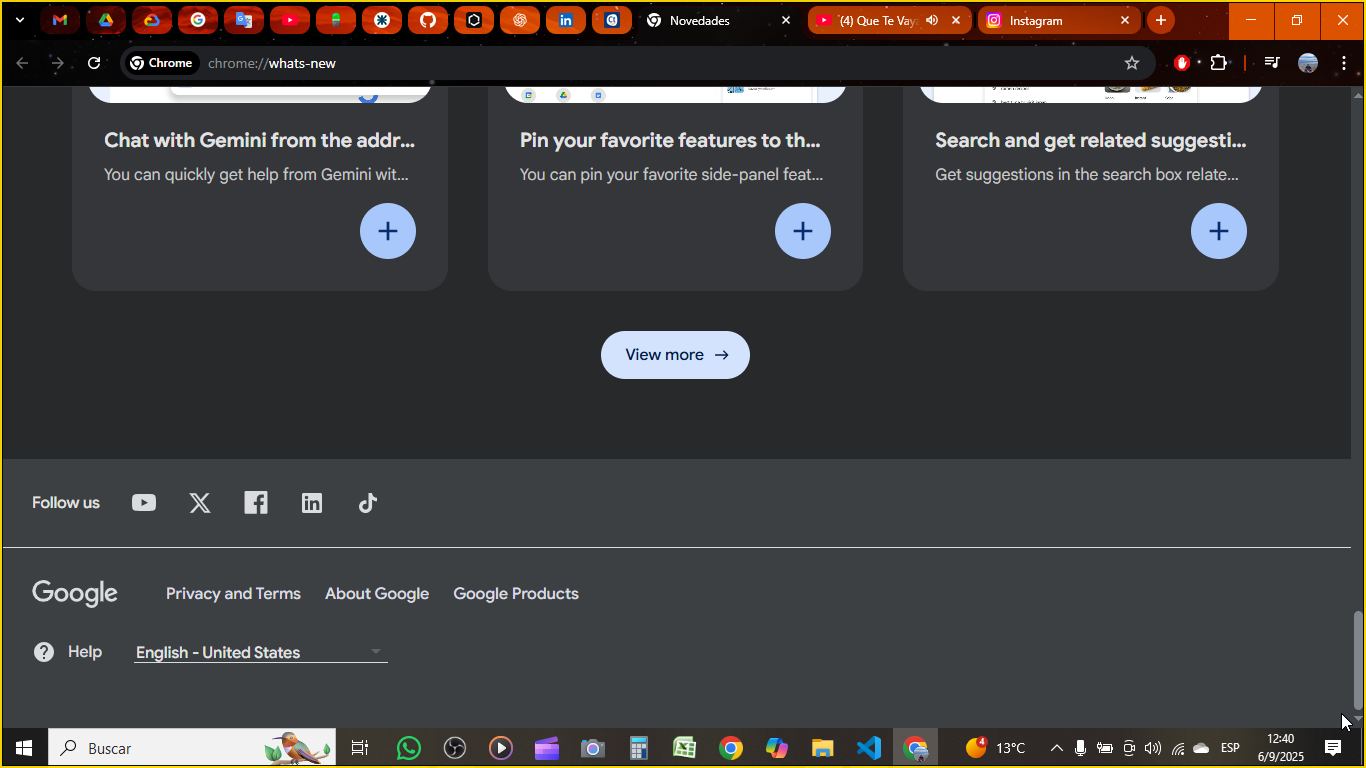 Novedades
(4) Que Te Vay
Instagram
Chrome
chrome://whats-new
Chat with Gemini from the addr...
You can quickly get help from Gemini wit...
Pin your favorite features to th...
You can pin your favorite side-panel feat...
Search and get related suggesti...
Get suggestions in the search box relate...
View more
Follow us
Google
Privacy and Terms
About Google
Google Products
Help
English - United States
Buscar
4
13°C
ESP
12:40
6/9/2025